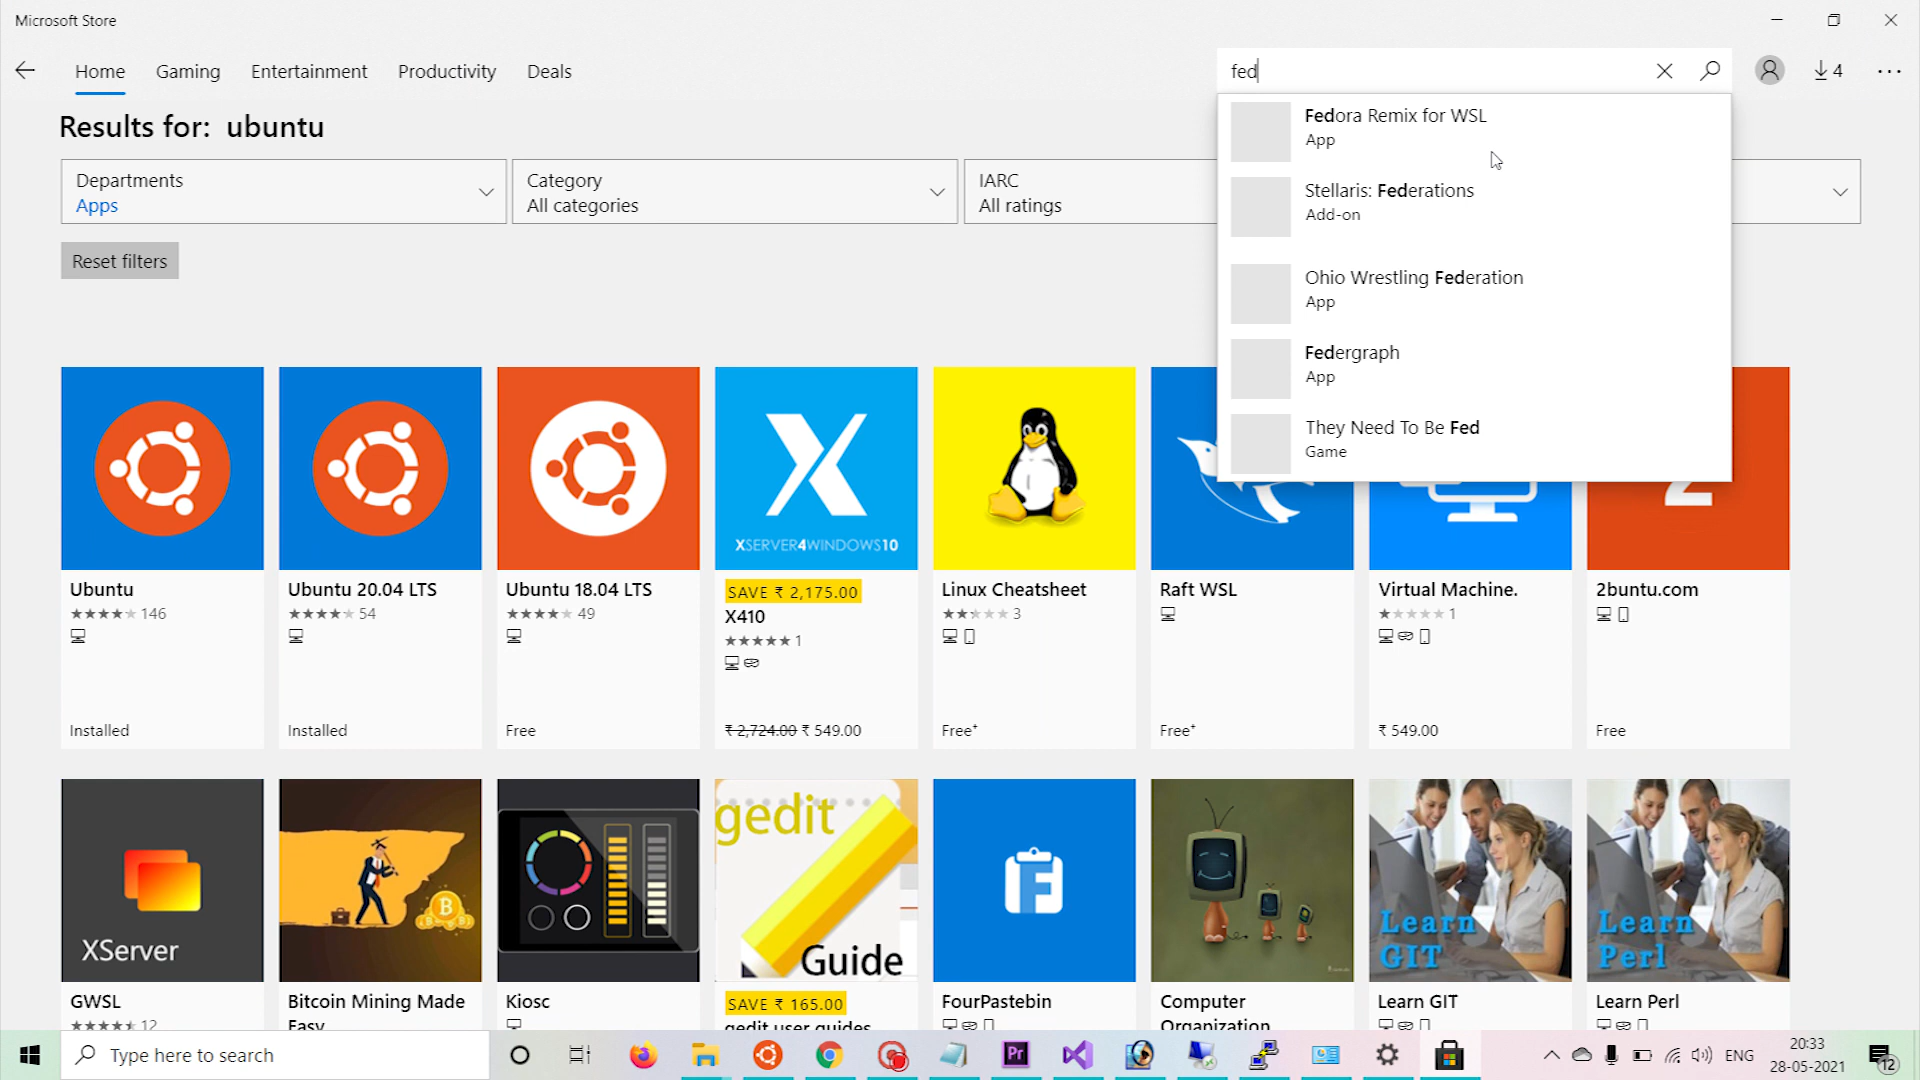 Microsoft Store
Home Gaming Entertainment Productivity Deals
fed
4
Results for: ubuntu
Departments
Apps
Category
All categories
IARC
All ratings
Fedora Remix for WSL
App
Stellaris: Federations
Add-on
Ohio Wrestling Federation
App
Federgraph
App
They Need To Be Fed
Game
Reset filters
XSERVER4WINDOWS10
2
Ubuntu
146
Installed
Ubuntu 20.04 LTS
54
Installed
Ubuntu 18.04 LTS
49
Free
SAVE ₹ 2,175.00
X410
1
₹ 2,724.00 ₹ 549.00
Linux Cheatsheet
3
Free+
Raft WSL
Free+
Virtual Machine.
1
₹ 549.00
2buntu.com
Free
XServer
GWSL
12
Bitcoin Mining Made
Easy
Kiosc
gedit
Guide
SAVE ₹ 165.00
gedit user guides
F
FourPastebin
Computer
Organization
Learn
GIT
Learn GIT
Learn
Perl
Learn Perl
Type here to search
Pr
ENG
20:33
28-05-2021
12